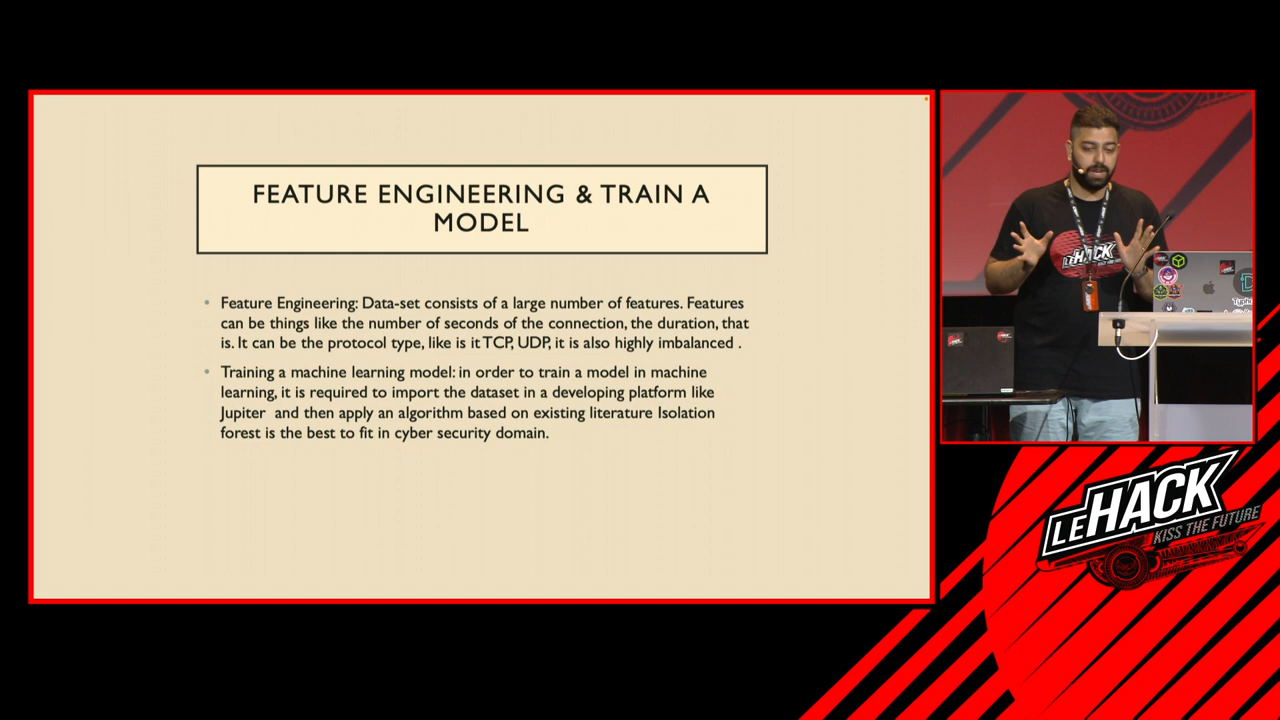 FEATURE ENGINEERING & TRAIN A
MODEL
Feature Engineering: Data-set consists of a large number of features. Features
can be things like the number of seconds of the connection, the duration, that
is. It can be the protocol type, like is it TCP, UDP, it is also highly imbalanced .
Training a machine learning model: in order to train a model in machine
learning, it is required to import the dataset in a developing platform like
Jupiter and then apply an algorithm based on existing literature Isolation
forest is the best to fit in cyber security domain.
LEHACK
LEHACK
KISS THE FUTURE